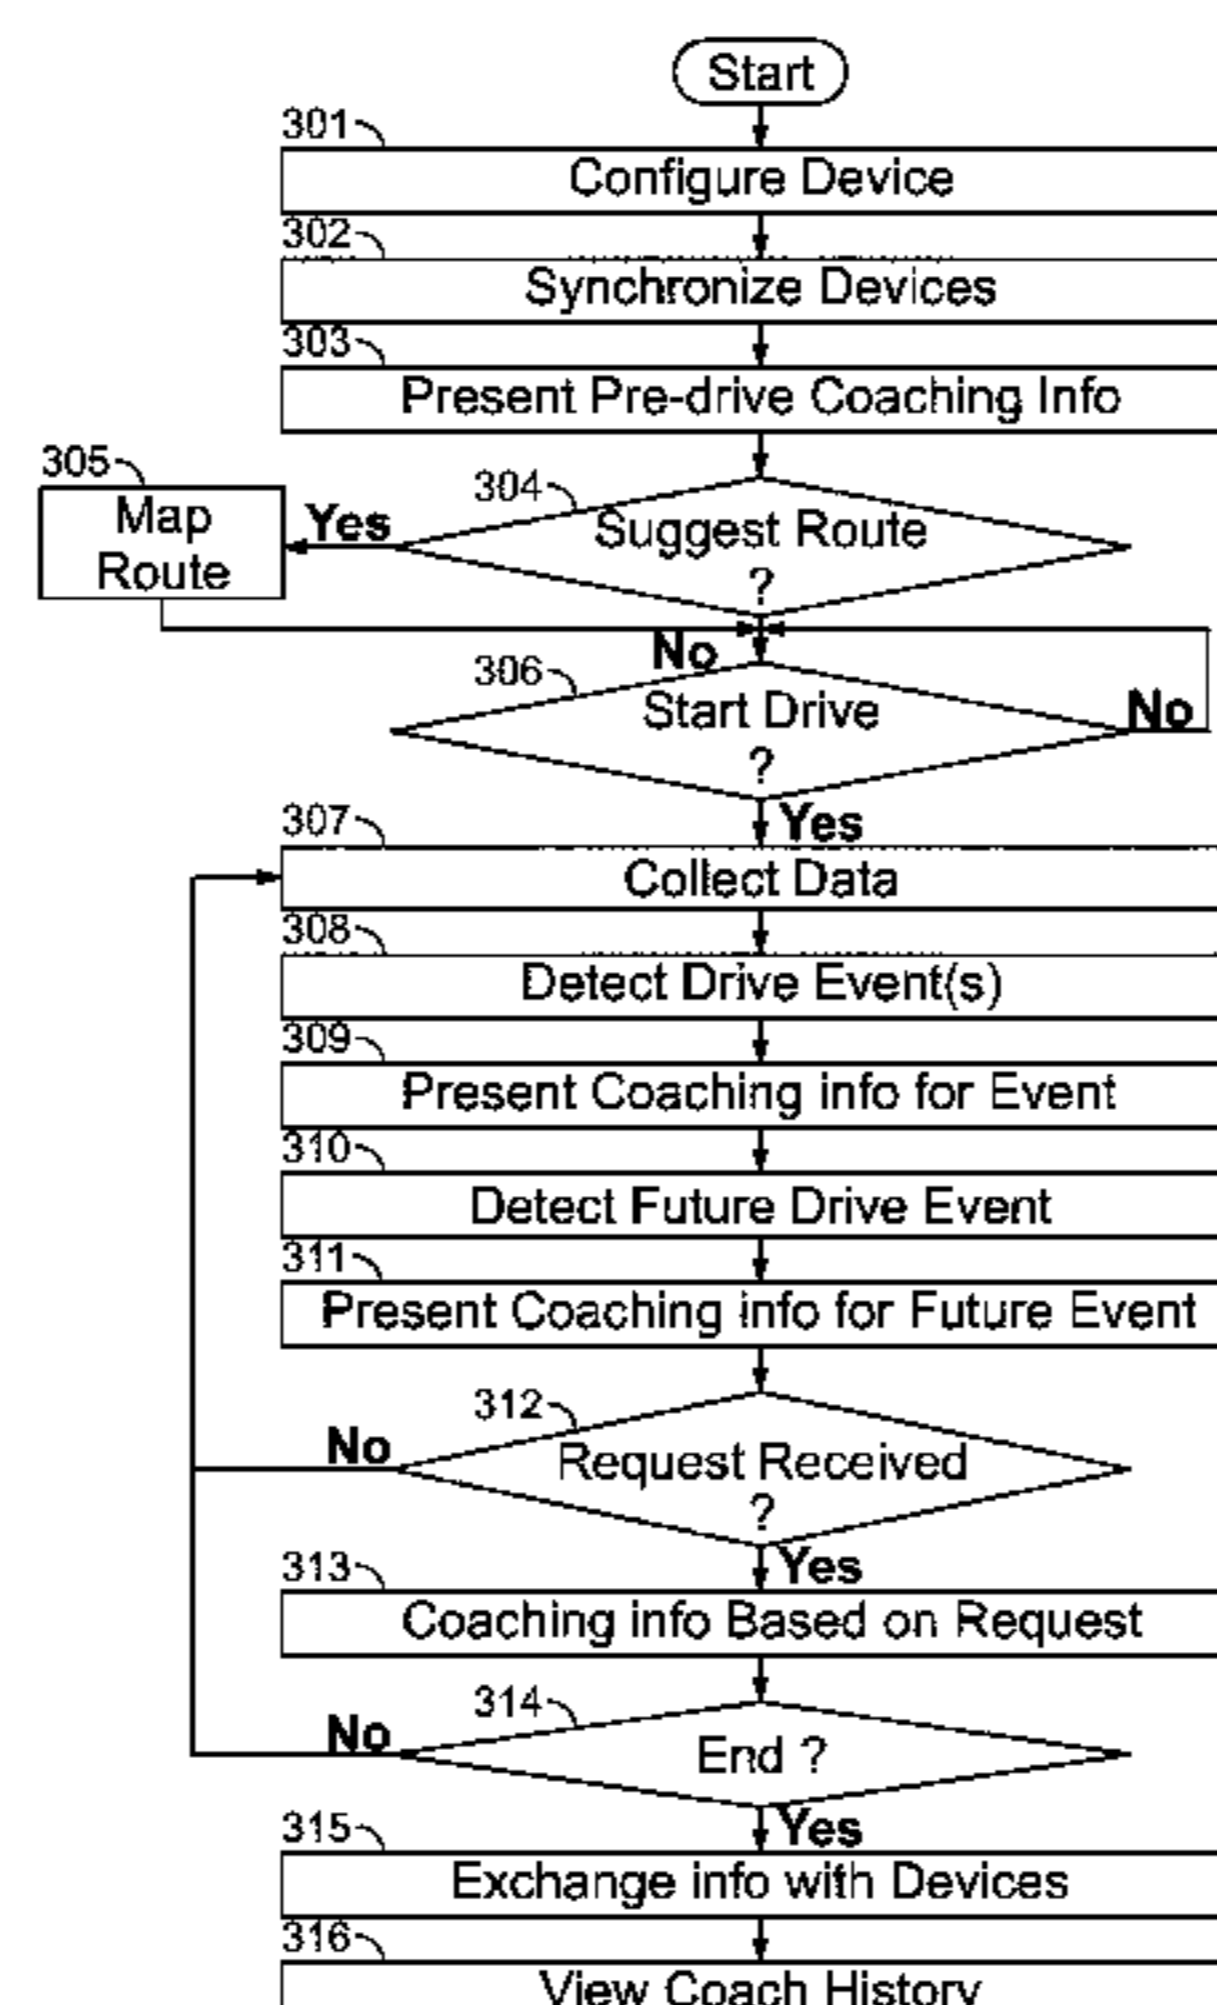 Start
301
Configure Device
302
Synchronize Devices
303
Present Pre-drive Coaching Info
304
Suggest Route
?
Yes
305
Map
Route
No
306
Start Drive
?
No
Yes
307
Collect Data
308
Detect Drive Event(s)
309
Present Coaching info for Event
310
Detect Future Drive Event
311
Present Coaching info for Future Event
312
Request Received
?
No
Yes
313
Coaching info Based on Request
314
End ?
No
Yes
315
Exchange info with Devices
316
View Coach History